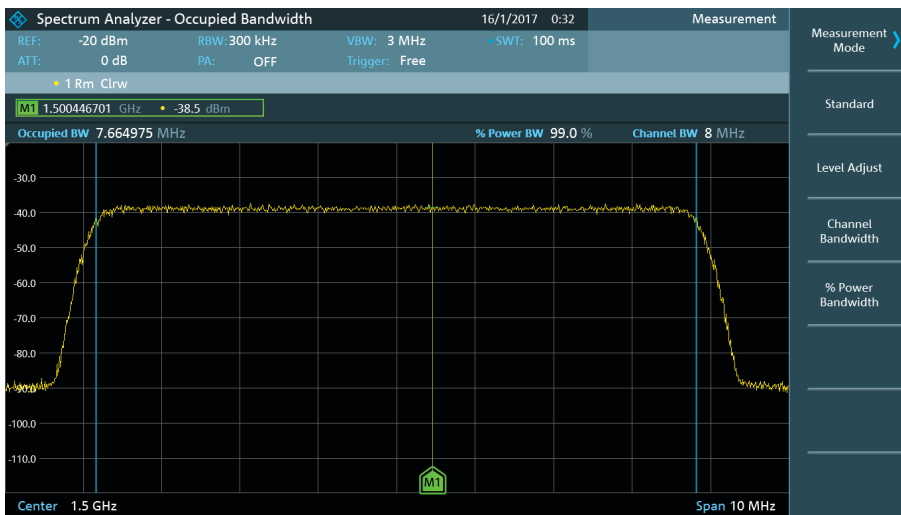 Spectrum Analyzer - Occupied Bandwidth 16/1/2017 0:32 Measurement
REF: -20 dBm RBW: 300 kHz VBW: 3 MHz SWT: 100 ms
ATT: 0 dB PA: OFF Trigger: Free
1 Rm Clrw
M1 1.500446701 GHz • -38.5 dBm
Occupied BW 7.664975 MHz % Power BW 99.0 % Channel BW 8 MHz
-30.0
-40.0
-50.0
-60.0
-70.0
-80.0
-90.0
-100.0
-110.0
M1
Center 1.5 GHz Span 10 MHz
Measurement
Mode
Standard
Level Adjust
Channel
Bandwidth
% Power
Bandwidth